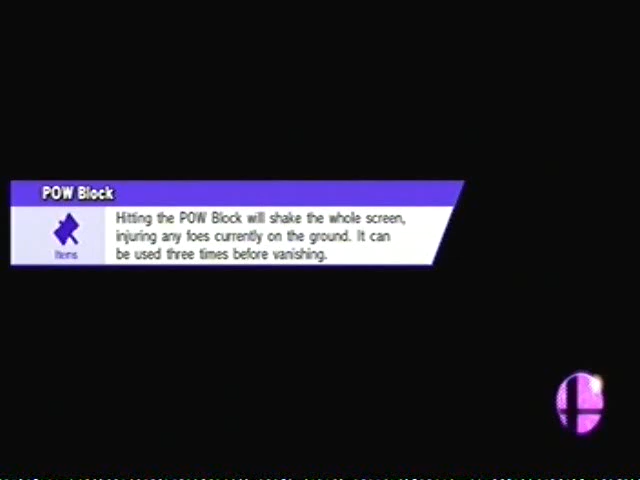 POW Block
Hitting the POW Block will shake the whole screen,
injuring any foes currently on the ground. It can
be used three times before vanishing.
Items